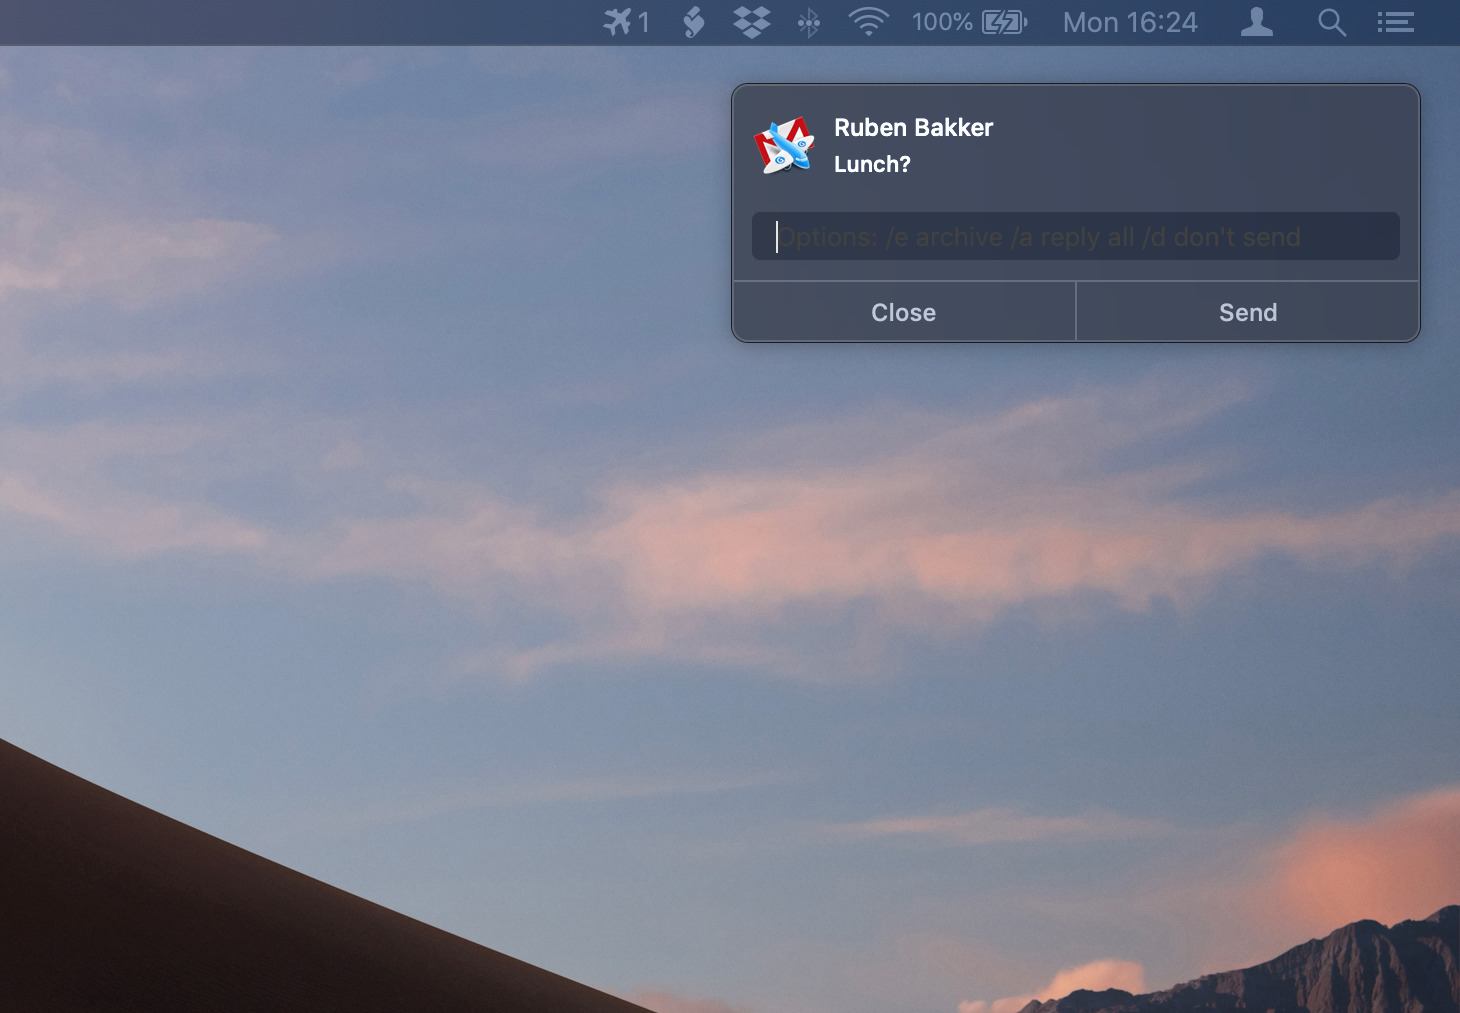 1 100% Mon 16:24
Ruben Bakker
Lunch?
Options: /e archive /a reply all /d don't send
Close Send